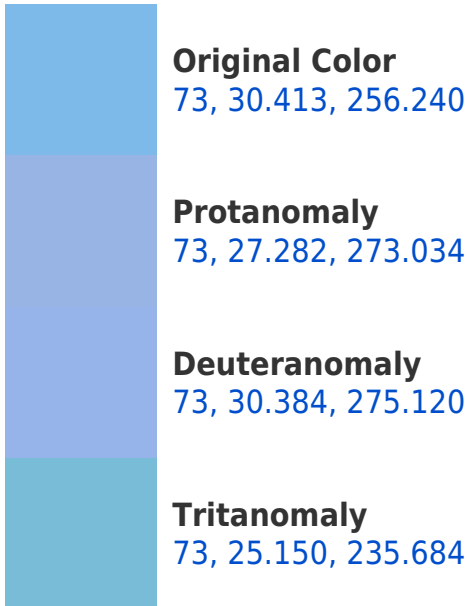 Original Color
73, 30.413, 256.240
Protanomaly
73, 27.282, 273.034
Deuteranomaly
73, 30.384, 275.120
Tritanomaly
73, 25.150, 235.684